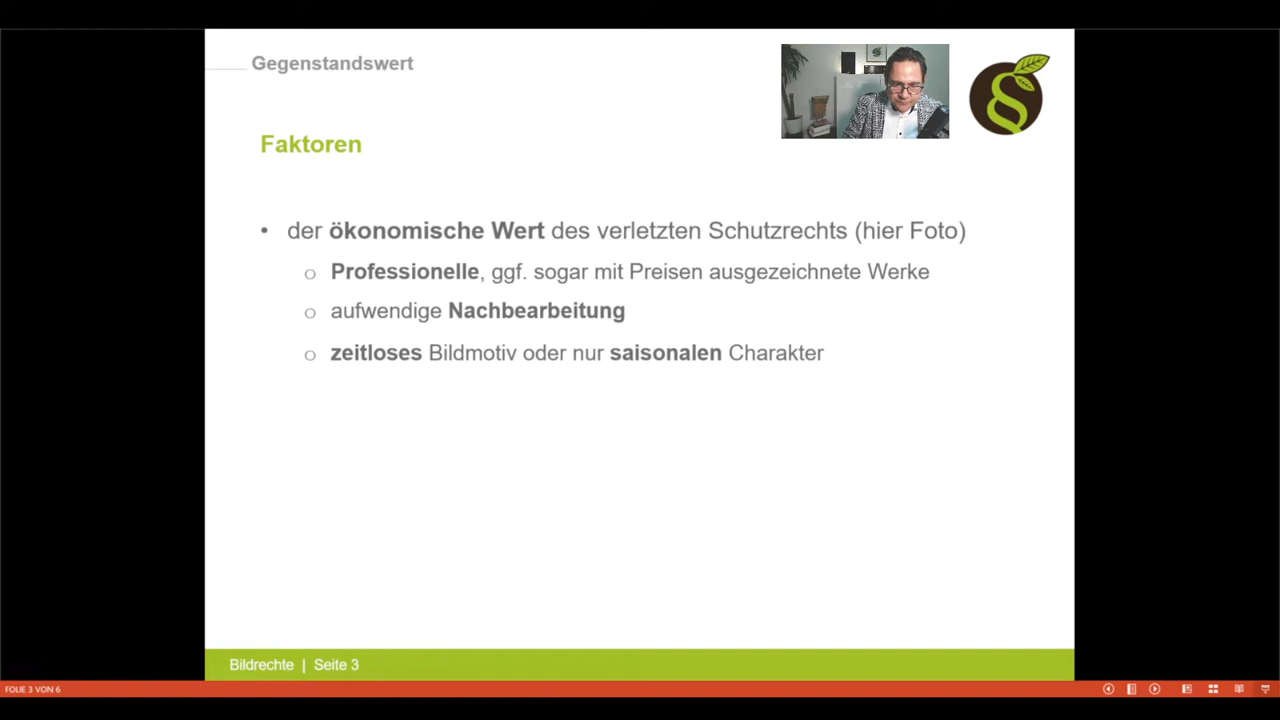 Gegenstandswert
Faktoren
• der ökonomische Wert des verletzten Schutzrechts (hier Foto)
o Professionelle, ggf. sogar mit Preisen ausgezeichnete Werke
o aufwendige Nachbearbeitung
o zeitloses Bildmotiv oder nur saisonalen Charakter
Bildrechte | Seite 3
FOLIE 3 VON 6